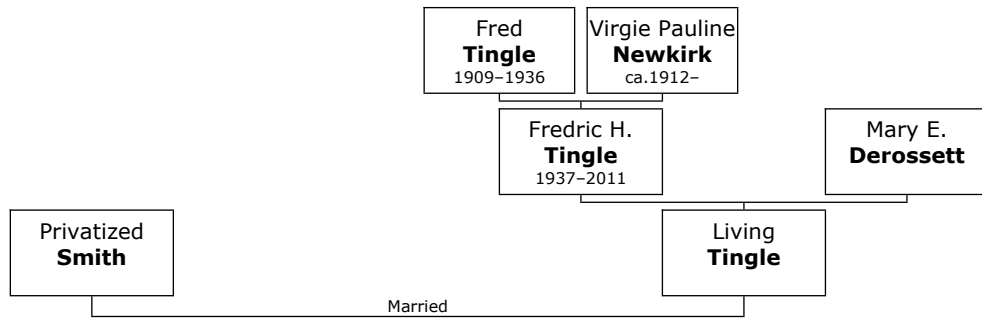 Fred
Tingle
1909–1936
Virgie Pauline
Newkirk
ca.1912–
Fredric H.
Tingle
1937–2011
Mary E.
Derossett
Privatized
Smith
Living
Tingle
Married